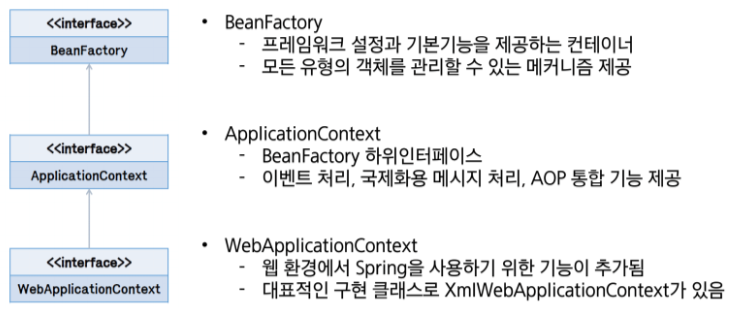 <<interface>>
BeanFactory
• BeanFactory
- 프레임워크 설정과 기본기능을 제공하는 컨테이너
- 모든 유형의 객체를 관리할 수 있는 메커니즘 제공
<<interface>>
ApplicationContext
• ApplicationContext
- BeanFactory 하위인터페이스
- 이벤트 처리, 국제화용 메시지 처리, AOP 통합 기능 제공
<<interface>>
WebApplicationContext
• WebApplicationContext
- 웹 환경에서 Spring을 사용하기 위한 기능이 추가됨
- 대표적인 구현 클래스로 XmlWebApplicationContext가 있음